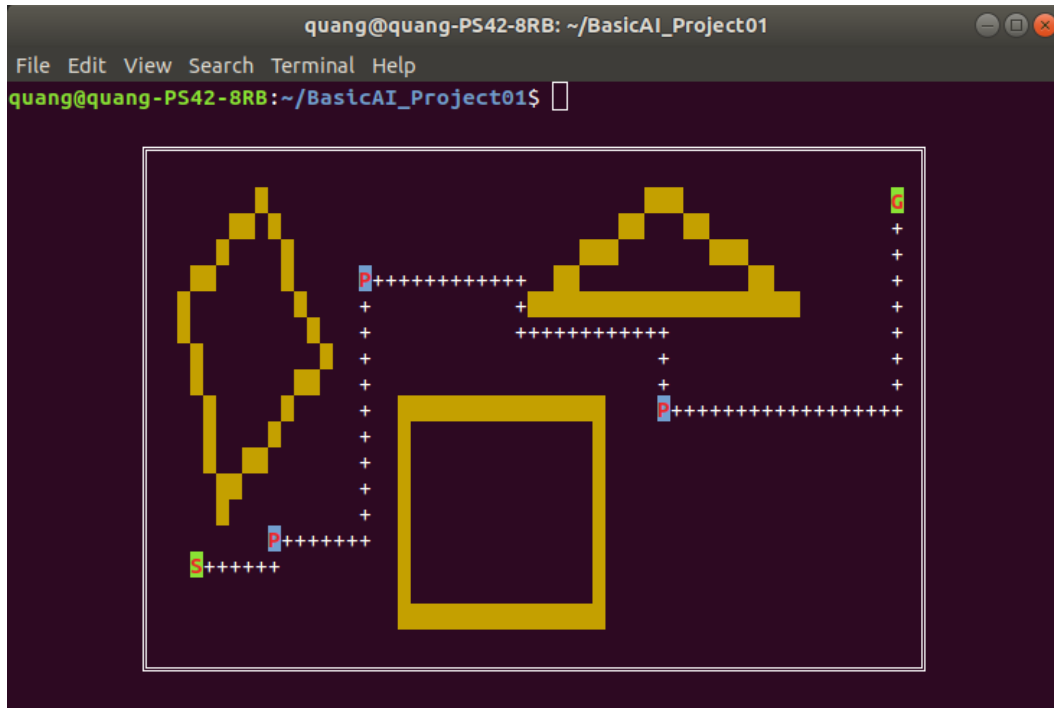 quang@quang-PS42-8RB: ~/BasicAI_Project01
File Edit View Search Terminal Help
quang@quang-PS42-8RB:~/BasicAI_Project01$
G
+
+
P++++++++++++ +
+ + +
+ ++++++++++++ +
+ + +
+ + +
+ P++++++++++++++++++
+
+
+
+
P+++++++
S++++++